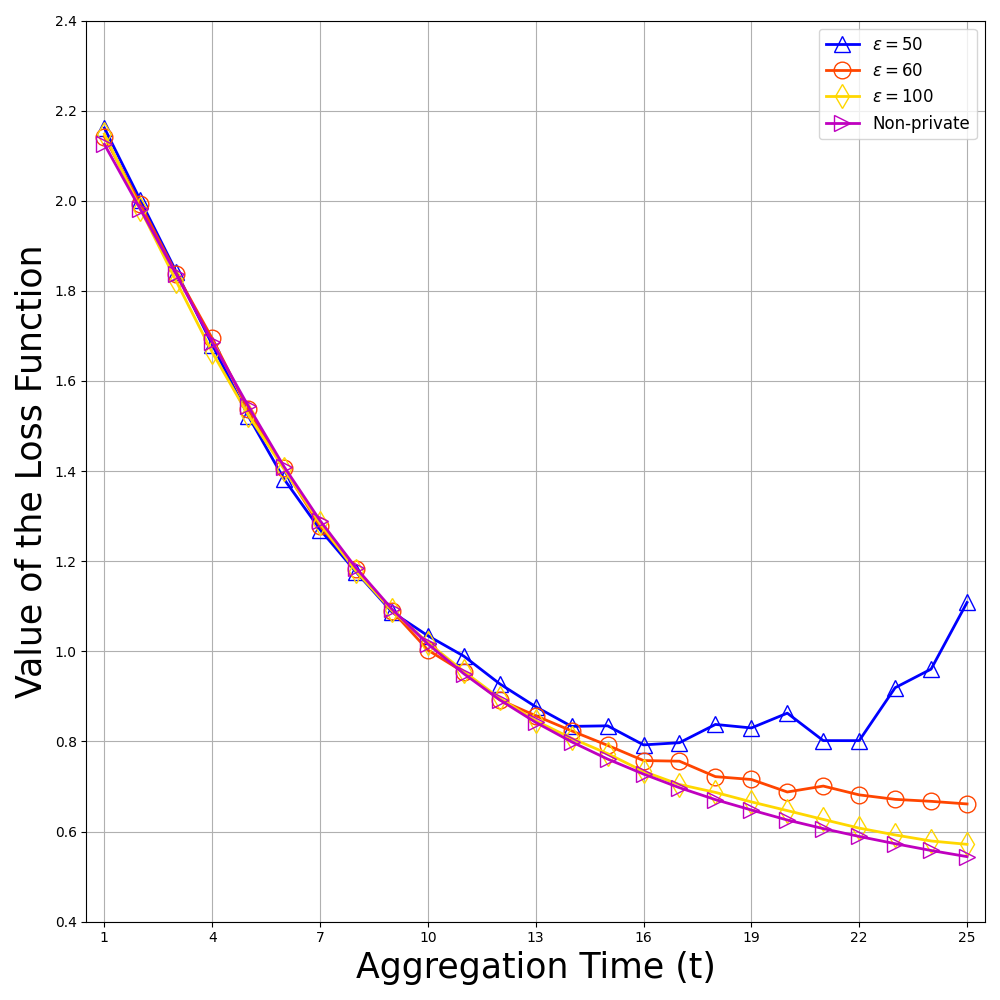 2.4
2.2
2.0
1.8
1.6
1.4
1.2
1.0
0.8
0.6
0.4
Value of the Loss Function
ε = 50
ε = 60
ε = 100
Non-private
1 4 7 10 13 16 19 22 25
Aggregation Time (t)